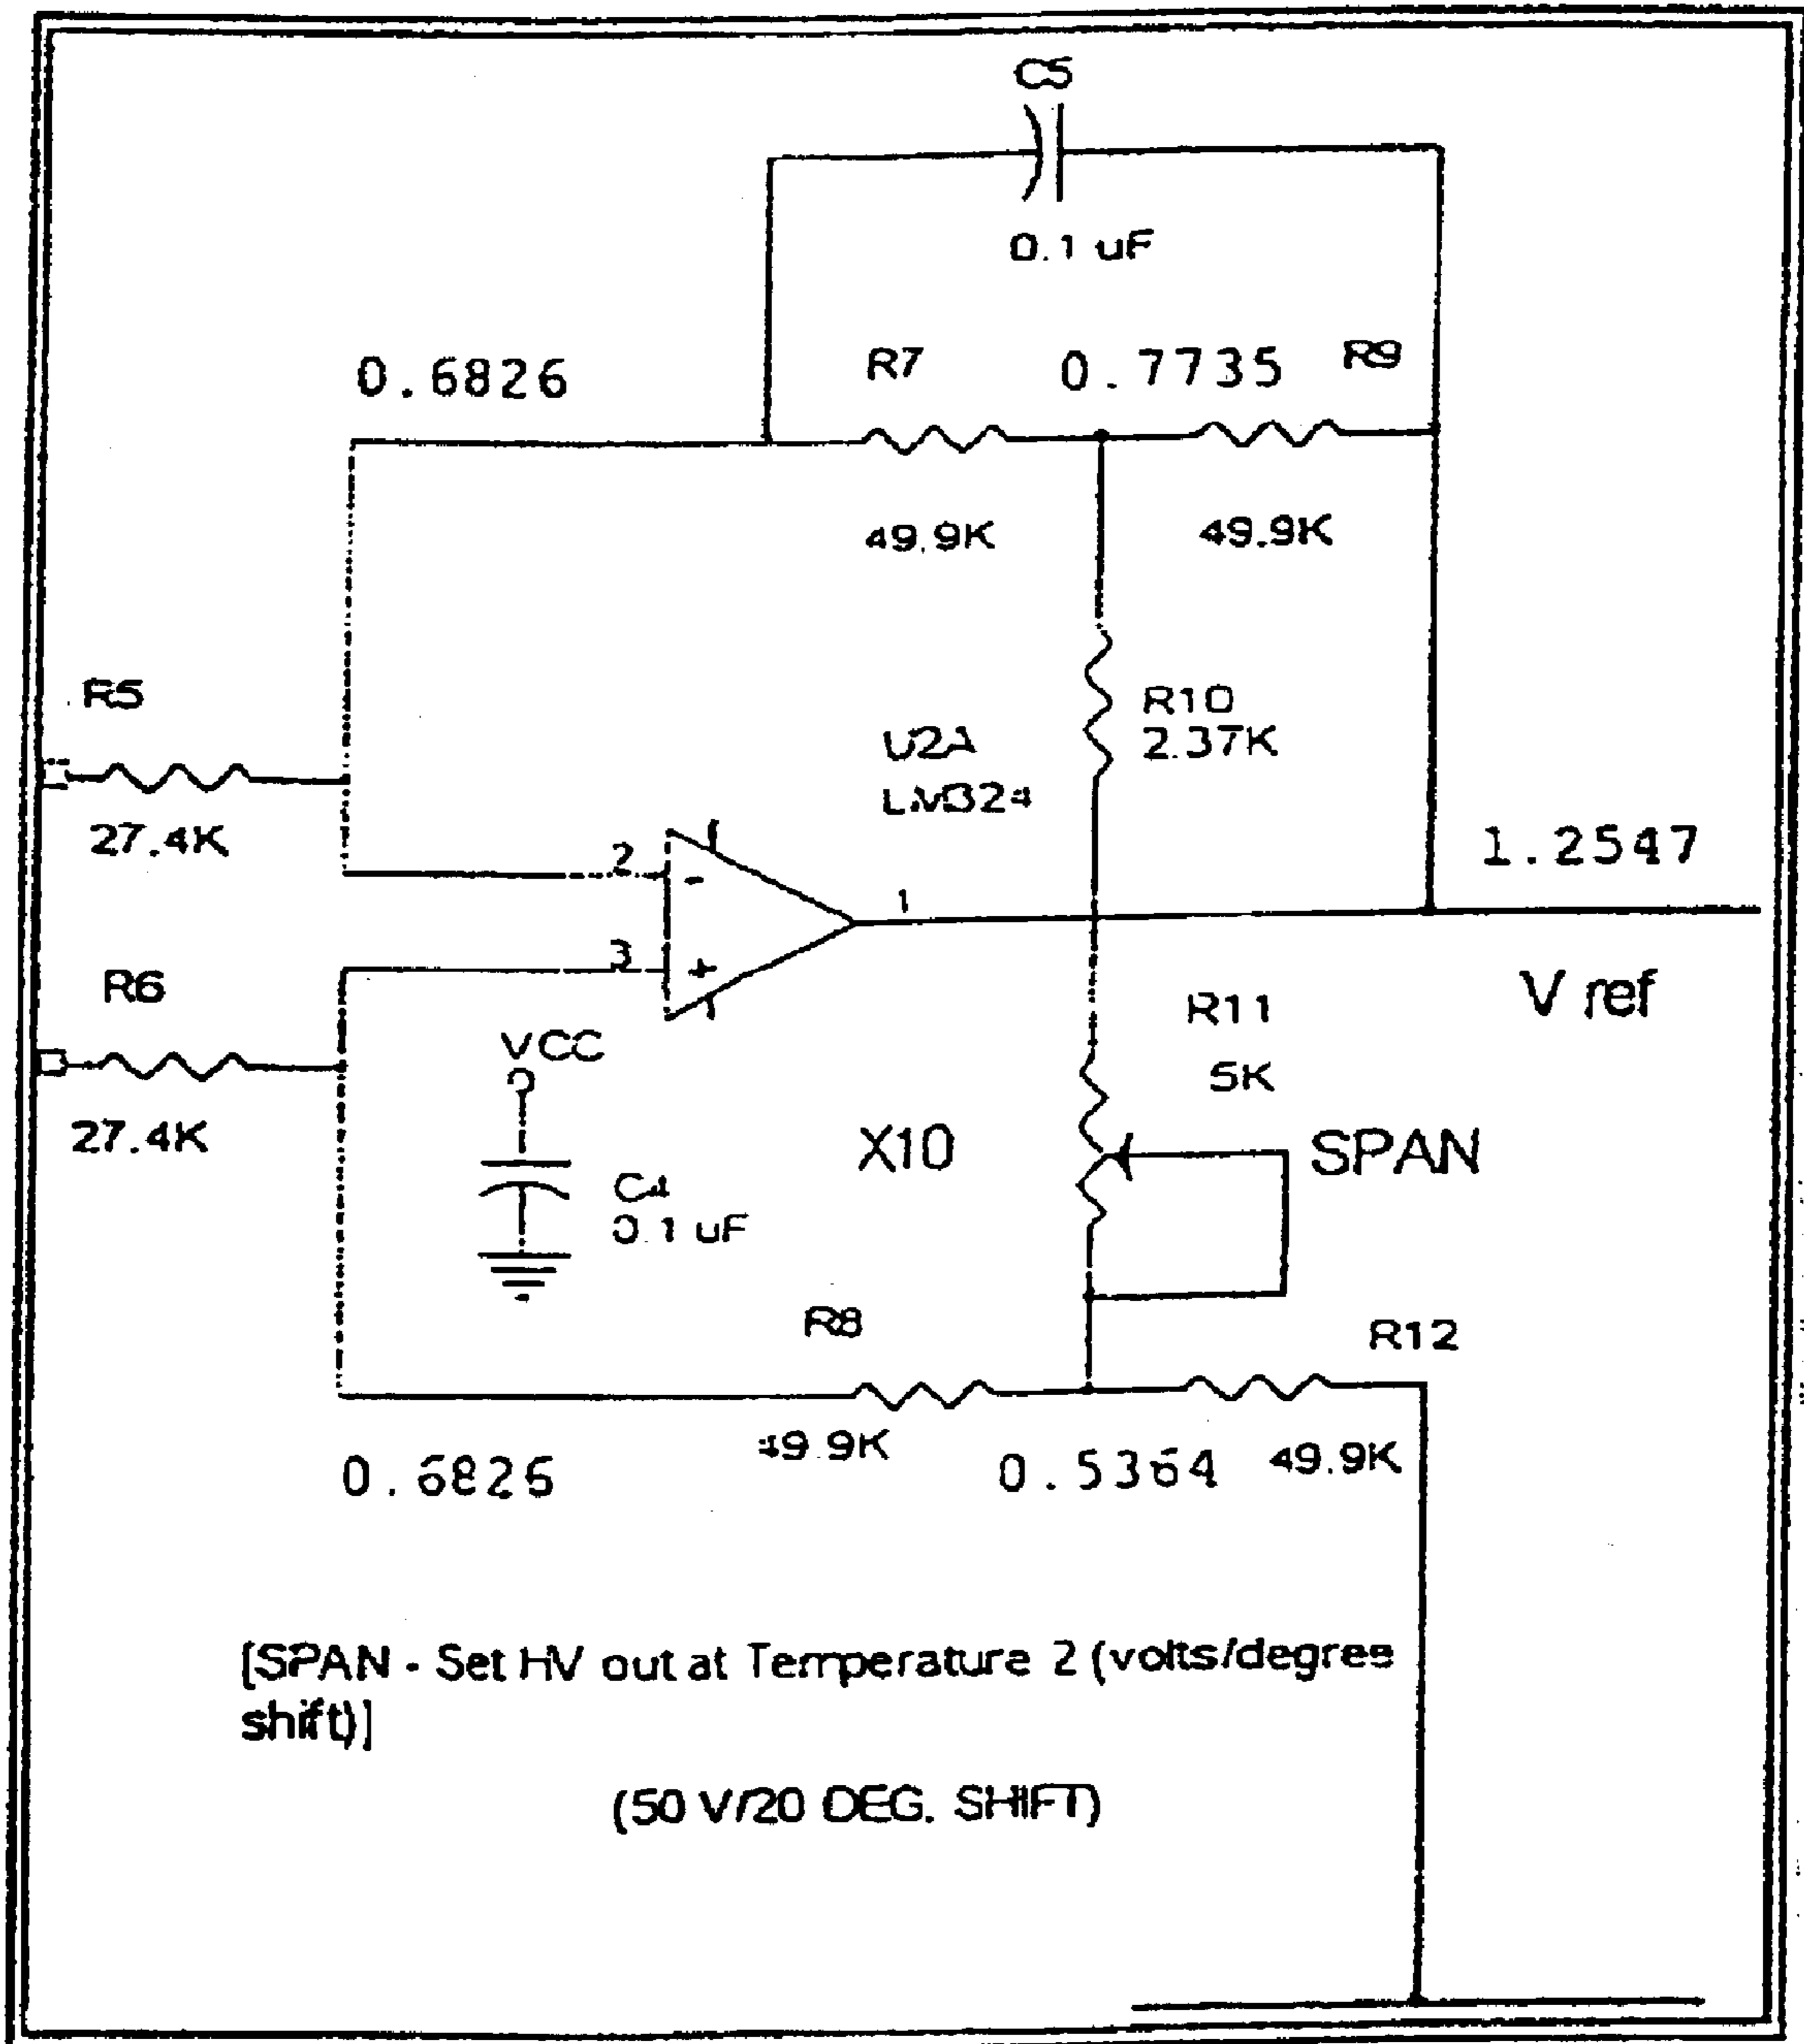 C5
0.1 uF
0.6826
R7
0.7735
R9
49.9K
49.9K
R5
27.4K
R10
2.37K
U2A
LM324
2
-
1
3
+
1.2547
V ref
R6
27.4K
VCC
C4
0.1 uF
X10
R11
5K
SPAN
R8
49.9K
R12
49.9K
0.6826
0.5364
[SPAN - Set HV out at Temperature 2 (volts/degree
shift)]
(50 V/20 DEG. SHIFT)